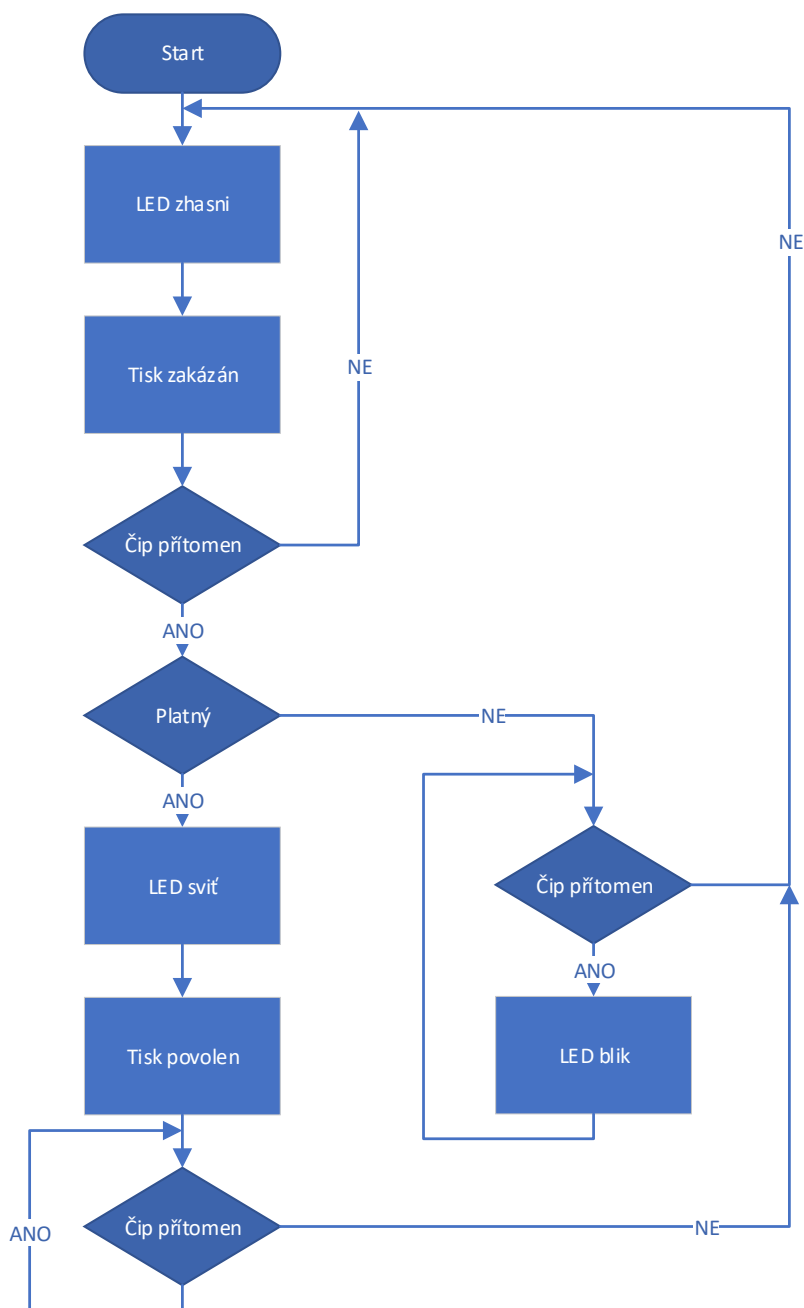 Start
LED zhasni
NE
Tisk zakázán
NE
Čip přítomen
ANO
Platný
NE
ANO
LED sviť
Čip přítomen
ANO
Tisk povolen
LED blik
Čip přítomen
NE
ANO